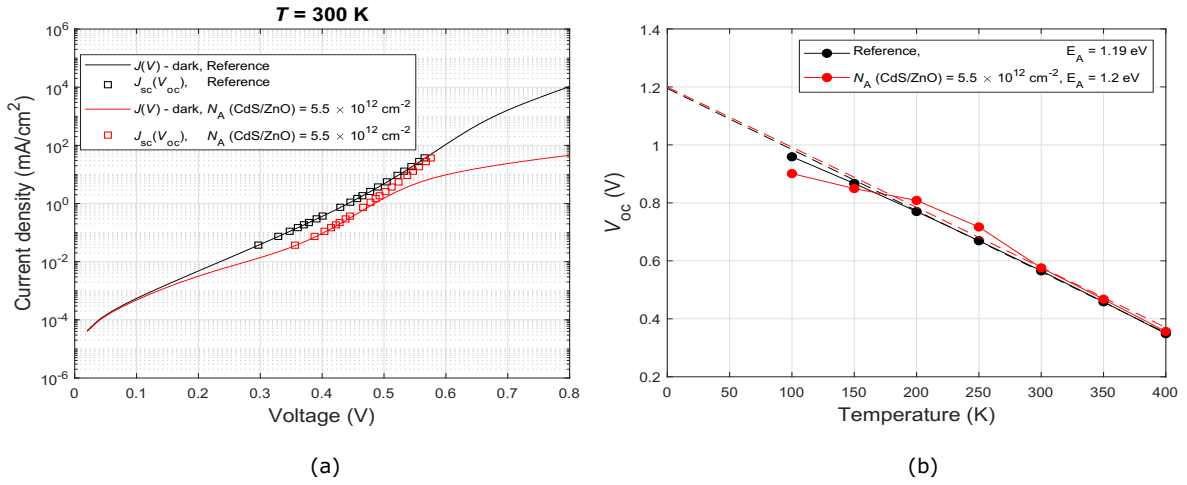 T = 300 K
10^6
10^4
10^2
10^0
10^-2
10^-4
10^-6
Current density (mA/cm^2)
J(V) - dark, Reference
J_sc(V_oc), Reference
J(V) - dark, N_A (CdS/ZnO) = 5.5 × 10^12 cm^-2
J_sc(V_oc), N_A (CdS/ZnO) = 5.5 × 10^12 cm^-2
0 0.1 0.2 0.3 0.4 0.5 0.6 0.7 0.8
Voltage (V)
(a)
1.4
1.2
1
0.8
0.6
0.4
0.2
V_oc (V)
Reference, E_A = 1.19 eV
N_A (CdS/ZnO) = 5.5 × 10^12 cm^-2, E_A = 1.2 eV
0 50 100 150 200 250 300 350 400
Temperature (K)
(b)